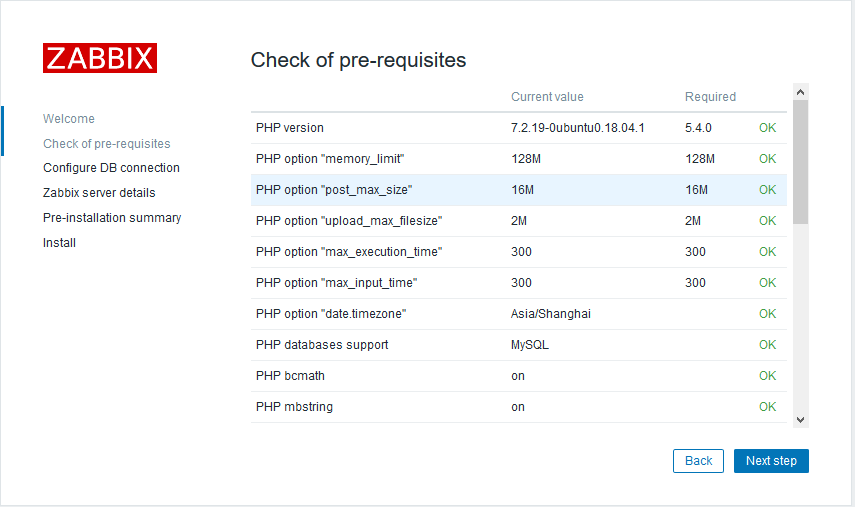 ZABBIX
Welcome
Check of pre-requisites
Configure DB connection
Zabbix server details
Pre-installation summary
Install
Check of pre-requisites
Current value Required
PHP version 7.2.19-0ubuntu0.18.04.1 5.4.0 OK
PHP option "memory_limit" 128M 128M OK
PHP option "post_max_size" 16M 16M OK
PHP option "upload_max_filesize" 2M 2M OK
PHP option "max_execution_time" 300 300 OK
PHP option "max_input_time" 300 300 OK
PHP option "date.timezone" Asia/Shanghai OK
PHP databases support MySQL OK
PHP bcmath on OK
PHP mbstring on OK
Back Next step